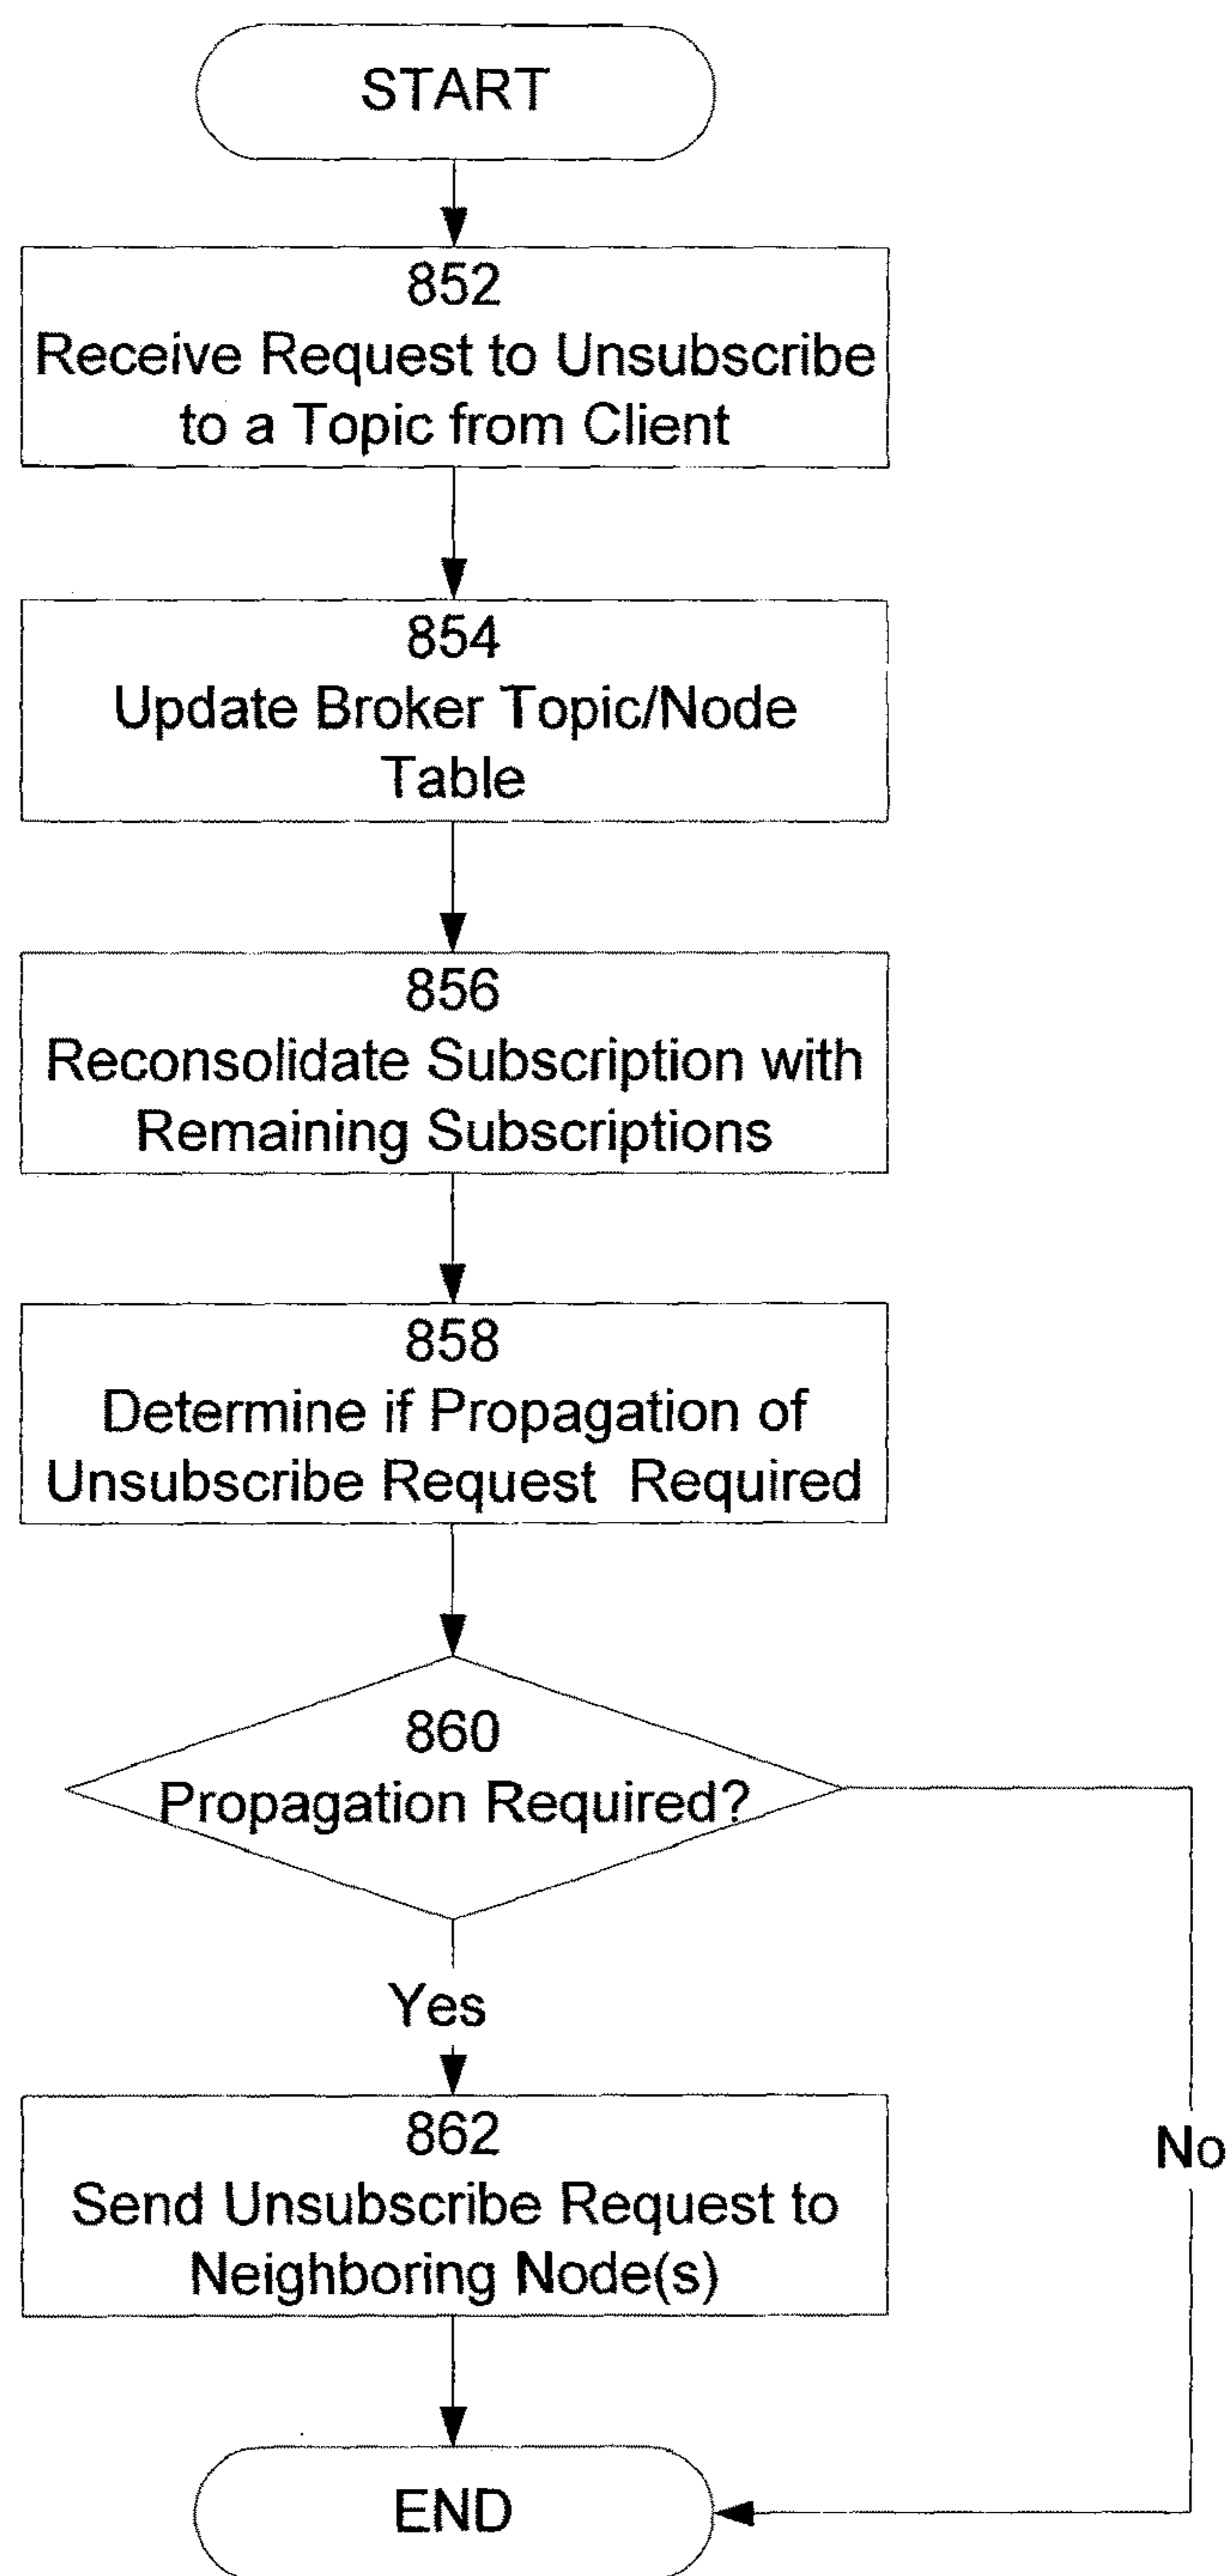 START
852
Receive Request to Unsubscribe
to a Topic from Client
854
Update Broker Topic/Node
Table
856
Reconsolidate Subscription with
Remaining Subscriptions
858
Determine if Propagation of
Unsubscribe Request Required
860
Propagation Required?
Yes
862
Send Unsubscribe Request to
Neighboring Node(s)
No
END